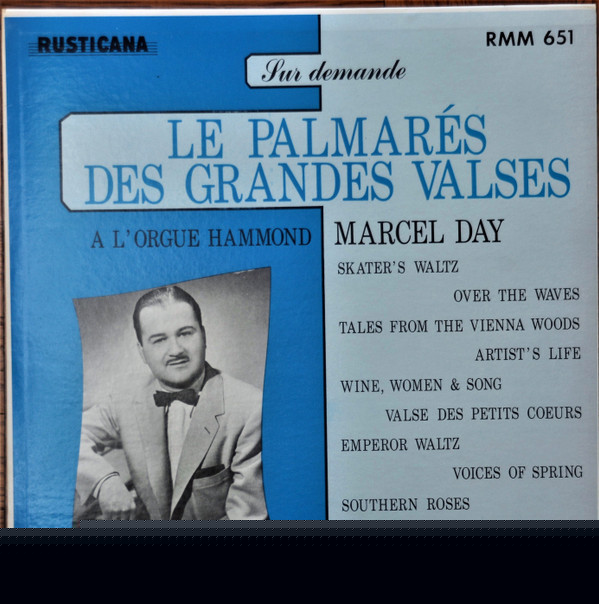 RUSTICANA
RMM 651
Sur demande
LE PALMARÉS
DES GRANDES VALSES
A L'ORGUE HAMMOND
MARCEL DAY
SKATER'S WALTZ
OVER THE WAVES
TALES FROM THE VIENNA WOODS
ARTIST'S LIFE
WINE, WOMEN & SONG
VALSE DES PETITS COEURS
EMPEROR WALTZ
VOICES OF SPRING
SOUTHERN ROSES